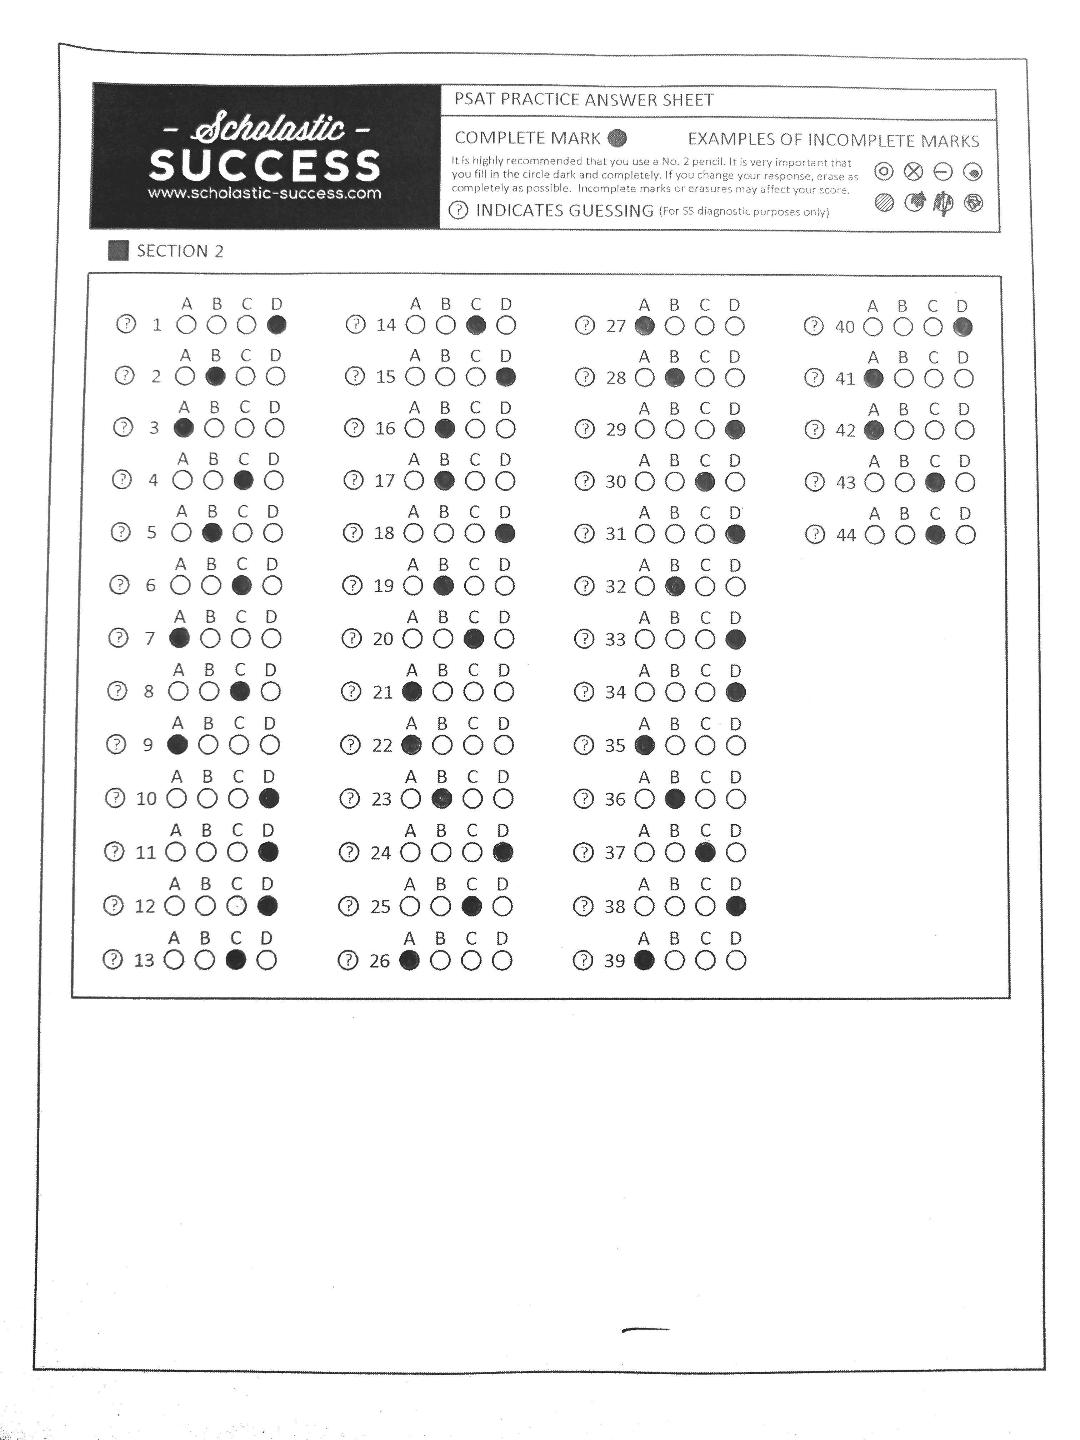 PSAT PRACTICE ANSWER SHEET
- Scholastic -
SUCCESS
www.scholastic-success.com
COMPLETE MARK EXAMPLES OF INCOMPLETE MARKS
It is highly recommended that you use a No. 2 pencil. It is very important that
you fill in the circle dark and completely. If you change your response, erase as
completely as possible. Incomplete marks or erasures may affect your score.
? INDICATES GUESSING (For SS diagnostic purposes only)
SECTION 2
A B C D
? 1
A B C D
? 2
A B C D
? 3
A B C D
? 4
A B C D
? 5
A B C D
? 6
A B C D
? 7
A B C D
? 8
A B C D
? 9
A B C D
? 10
A B C D
? 11
A B C D
? 12
A B C D
? 13
A B C D
? 14
A B C D
? 15
A B C D
? 16
A B C D
? 17
A B C D
? 18
A B C D
? 19
A B C D
? 20
A B C D
? 21
A B C D
? 22
A B C D
? 23
A B C D
? 24
A B C D
? 25
A B C D
? 26
A B C D
? 27
A B C D
? 28
A B C D
? 29
A B C D
? 30
A B C D
? 31
A B C D
? 32
A B C D
? 33
A B C D
? 34
A B C D
? 35
A B C D
? 36
A B C D
? 37
A B C D
? 38
A B C D
? 39
A B C D
? 40
A B C D
? 41
A B C D
? 42
A B C D
? 43
A B C D
? 44